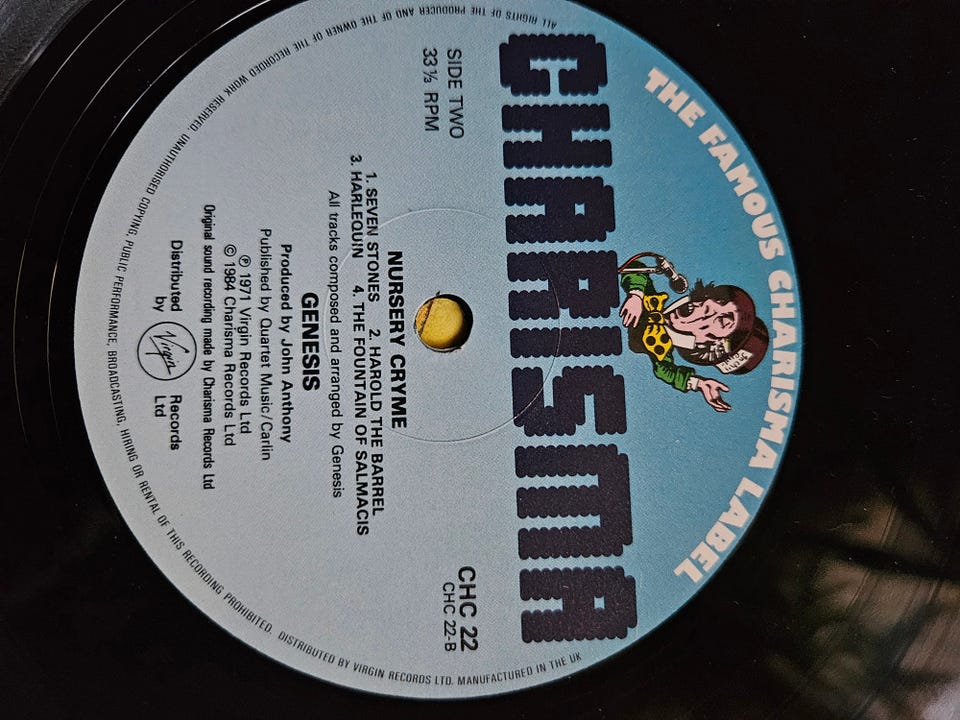 THE FAMOUS CHARISMA LABEL
CHARISMA
SIDE TWO
33⅓ RPM
CHC 22
CHC 22-B
NURSERY CRYME
1. SEVEN STONES 2. HAROLD THE BARREL
3. HARLEQUIN 4. THE FOUNTAIN OF SALMACIS
All tracks composed and arranged by Genesis
GENESIS
Produced by John Anthony
Published by Quartet Music/Carlin
℗ 1971 Virgin Records Ltd
© 1984 Charisma Records Ltd
Original sound recording made by Charisma Records Ltd
Distributed by Virgin Records Ltd
ALL RIGHTS OF THE PRODUCER AND OF THE OWNER OF THE RECORDED WORK RESERVED. UNAUTHORISED COPYING, PUBLIC PERFORMANCE, BROADCASTING, HIRING OR RENTAL OF THIS RECORDING PROHIBITED. DISTRIBUTED BY VIRGIN RECORDS LTD. MANUFACTURED IN THE UK